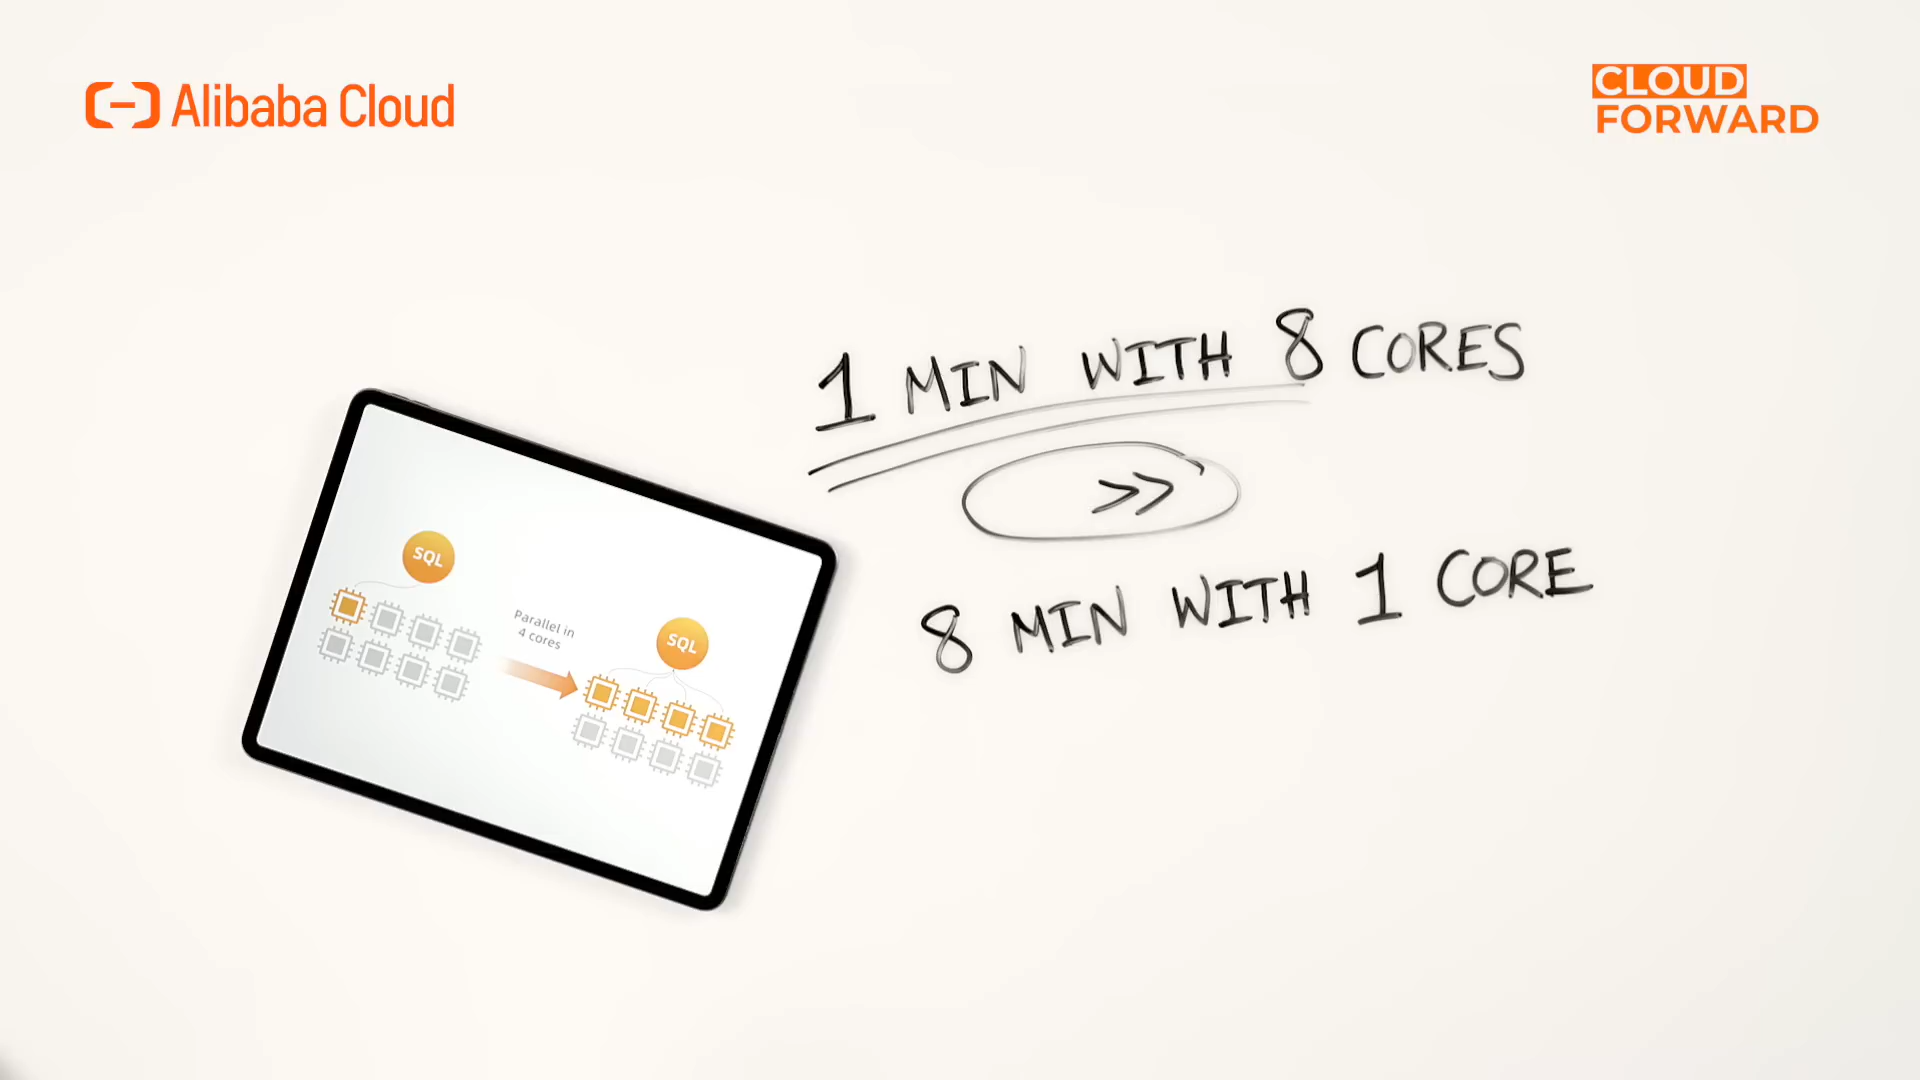 Alibaba Cloud
CLOUD
FORWARD
1 MIN WITH 8 CORES
>>
8 MIN WITH 1 CORE
SQL
Parallel in
4 cores
SQL